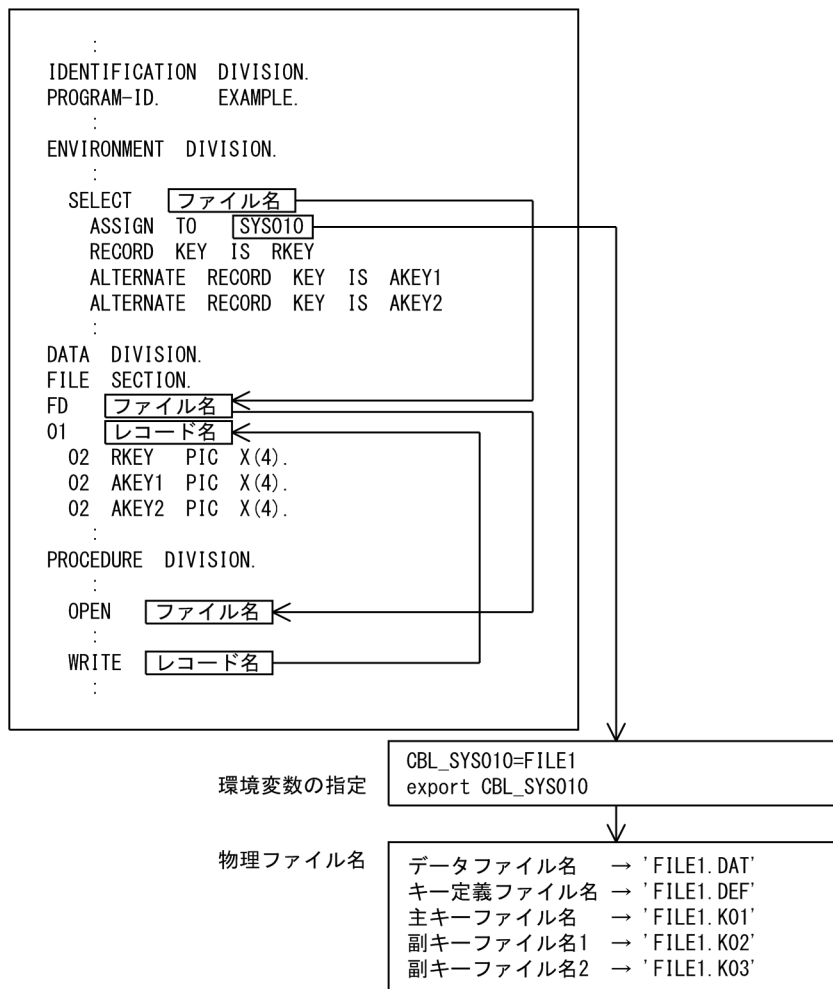 :
IDENTIFICATION DIVISION.
PROGRAM-ID. EXAMPLE.
:
ENVIRONMENT DIVISION.
:
SELECT ファイル名
ASSIGN TO SYS010
RECORD KEY IS RKEY
ALTERNATE RECORD KEY IS AKEY1
ALTERNATE RECORD KEY IS AKEY2
:
DATA DIVISION.
FILE SECTION.
FD ファイル名
01 レコード名
02 RKEY PIC X(4).
02 AKEY1 PIC X(4).
02 AKEY2 PIC X(4).
:
PROCEDURE DIVISION.
:
OPEN ファイル名
:
WRITE レコード名
:
環境変数の指定
CBL_SYS010=FILE1
export CBL_SYS010
物理ファイル名
データファイル名 → 'FILE1.DAT'
キー定義ファイル名 → 'FILE1.DEF'
主キーファイル名 → 'FILE1.K01'
副キーファイル名1 → 'FILE1.K02'
副キーファイル名2 → 'FILE1.K03'